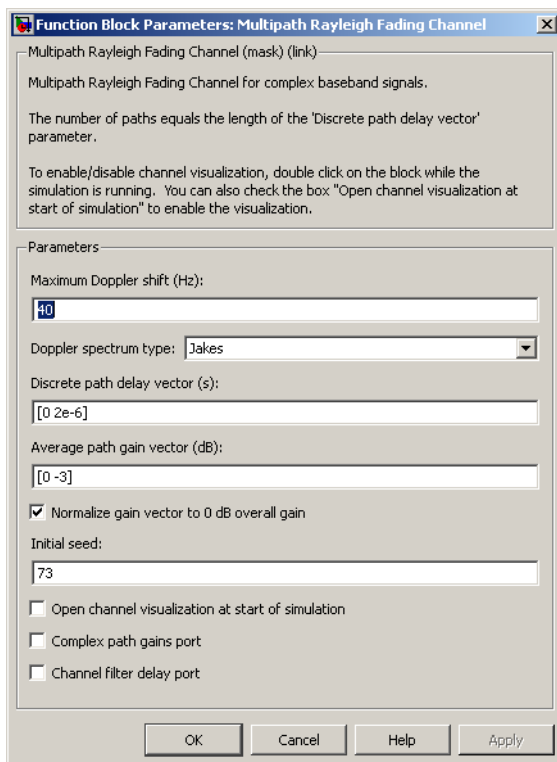 Function Block Parameters: Multipath Rayleigh Fading Channel
Multipath Rayleigh Fading Channel (mask) (link)
Multipath Rayleigh Fading Channel for complex baseband signals.
The number of paths equals the length of the 'Discrete path delay vector'
parameter.
To enable/disable channel visualization, double click on the block while the
simulation is running.  You can also check the box "Open channel visualization at
start of simulation" to enable the visualization.
Parameters
Maximum Doppler shift (Hz):
40
Doppler spectrum type: Jakes
Discrete path delay vector (s):
[0 2e-6]
Average path gain vector (dB):
[0 -3]
Normalize gain vector to 0 dB overall gain
Initial seed:
73
Open channel visualization at start of simulation
Complex path gains port
Channel filter delay port
OK Cancel Help Apply